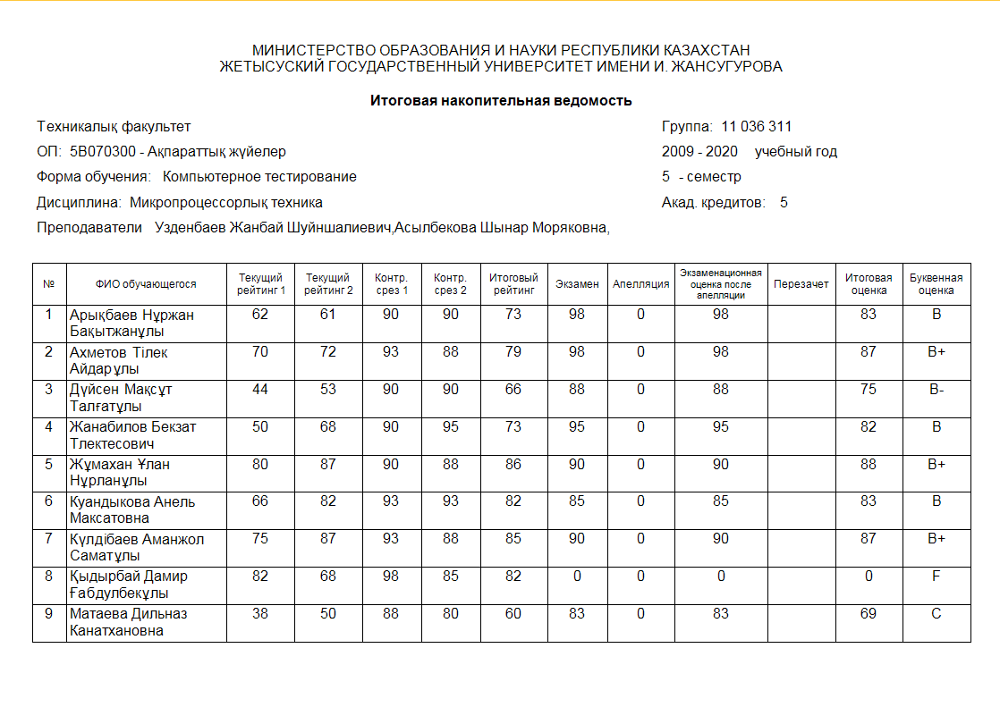 МИНИСТЕРСТВО ОБРАЗОВАНИЯ И НАУКИ РЕСПУБЛИКИ КАЗАХСТАН
ЖЕТЫСУСКИЙ ГОСУДАРСТВЕННЫЙ УНИВЕРСИТЕТ ИМЕНИ И. ЖАНСУГУРОВА
Итоговая накопительная ведомость
Техникалық факультет Группа: 11 036 311
ОП: 5В070300 - Ақпараттық жүйелер 2009 - 2020 учебный год
Форма обучения: Компьютерное тестирование 5 - семестр
Дисциплина: Микропроцессорлық техника Акад. кредитов: 5
Преподаватели Узденбаев Жанбай Шуйншалиевич,Асылбекова Шынар Моряковна,
№ ФИО обучающегося Текущий рейтинг 1 Текущий рейтинг 2 Контр. срез 1 Контр. срез 2 Итоговый рейтинг Экзамен Апелляция Экзаменационная оценка после апелляции Перезачет Итоговая оценка Буквенная оценка
1 Арықбаев Нұржан 62 61 90 90 73 98 0 98 83 B
Бақытжанұлы
2 Ахметов Тілек 70 72 93 88 79 98 0 98 87 B+
Айдарұлы
3 Дүйсен Мақсұт 44 53 90 90 66 88 0 88 75 B-
Талғатұлы
4 Жанабилов Бекзат 50 68 90 95 73 95 0 95 82 B
Тлектесович
5 Жұмахан Ұлан 80 87 90 88 86 90 0 90 88 B+
Нұрланұлы
6 Куандыкова Анель 66 82 93 93 82 85 0 85 83 B
Максатовна
7 Күлдібаев Аманжол 75 87 93 88 85 90 0 90 87 B+
Саматұлы
8 Қыдырбай Дамир 82 68 98 85 82 0 0 0 0 F
Ғабдулбекұлы
9 Матаева Дильназ 38 50 88 80 60 83 0 83 69 C
Канатхановна